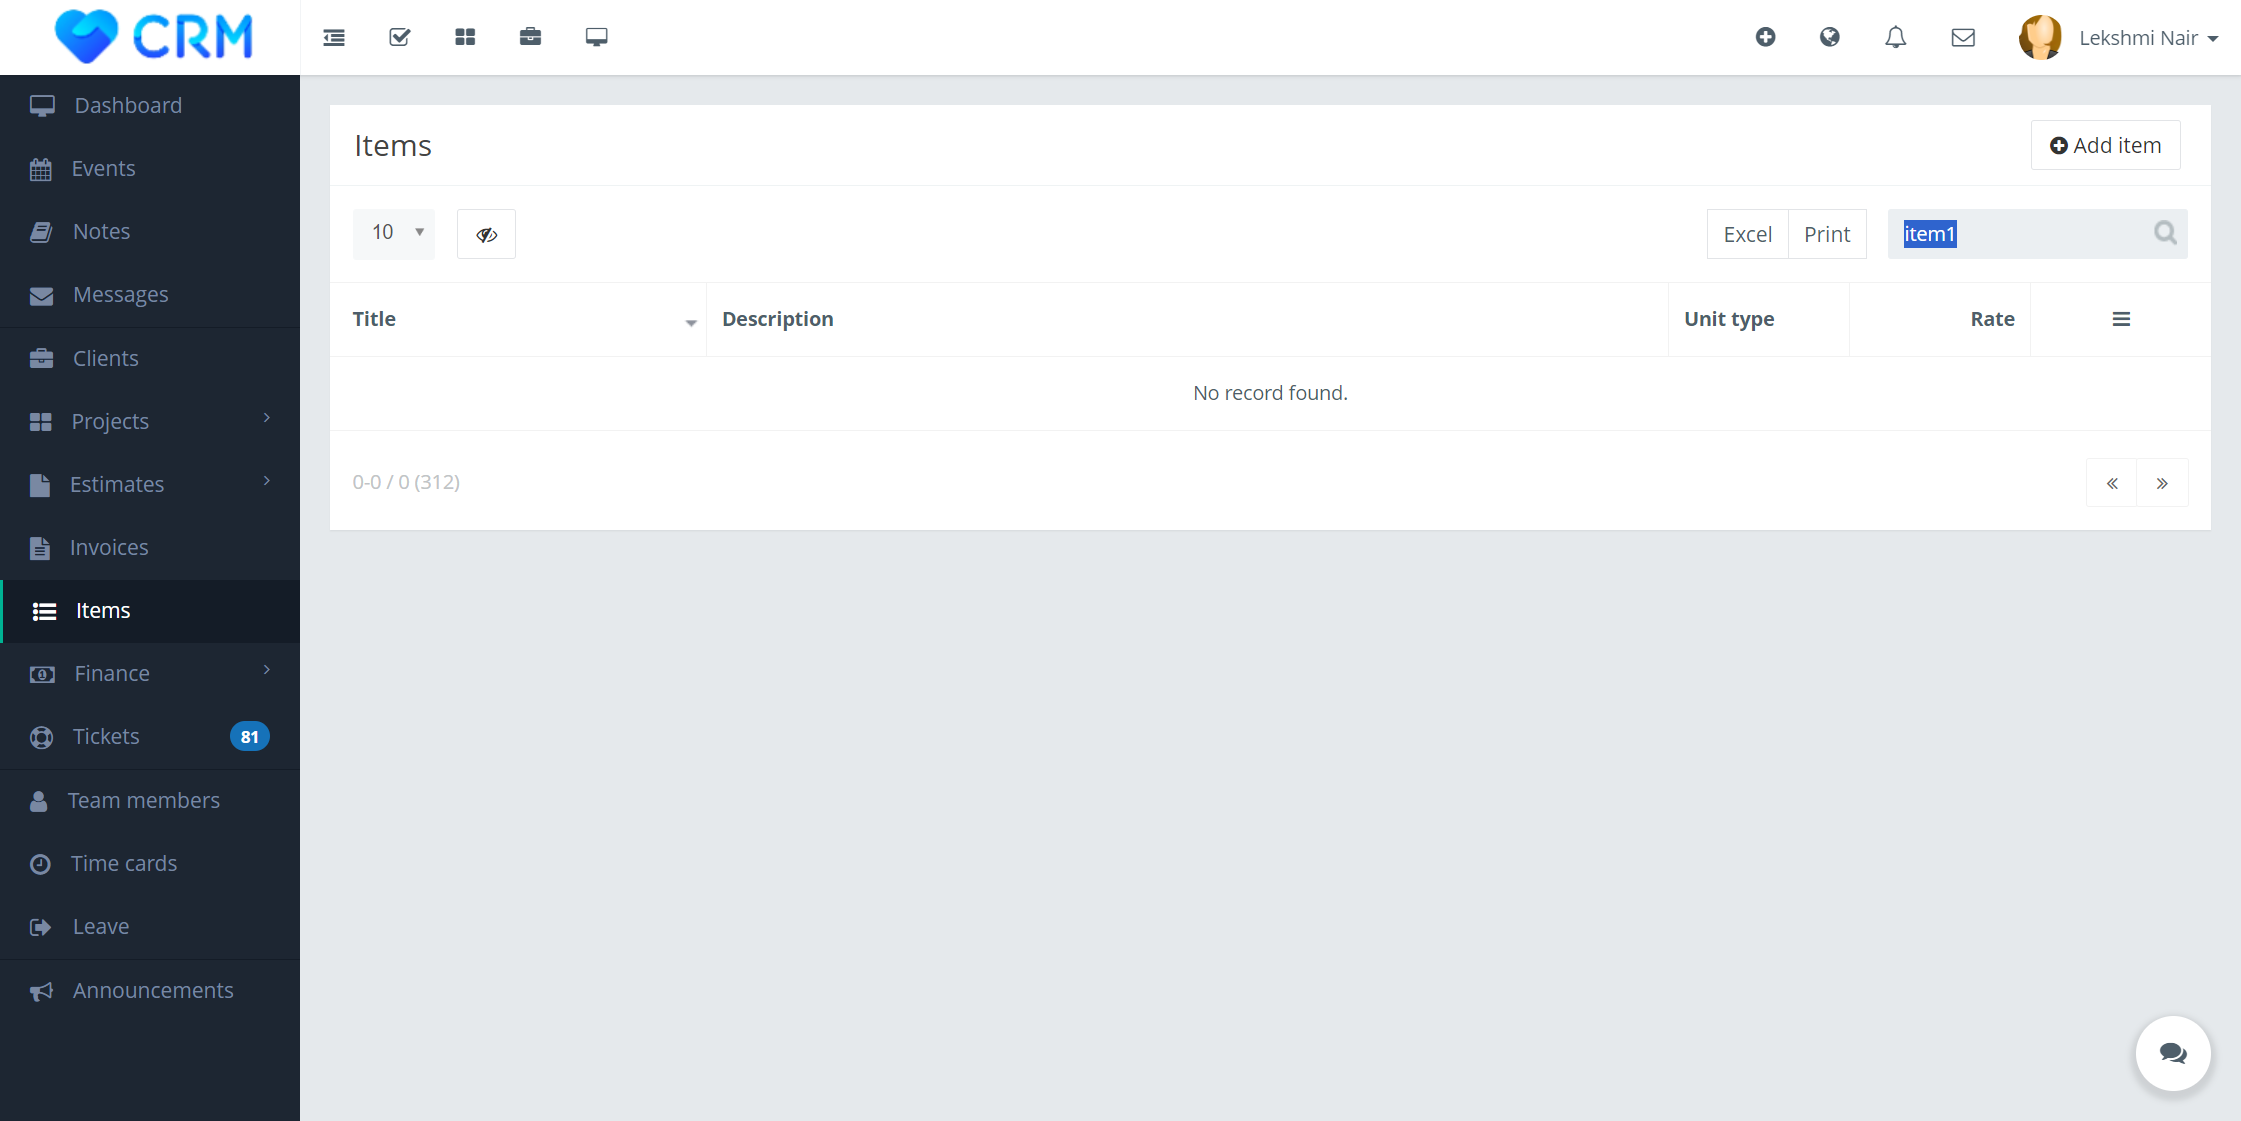 CRM
Lekshmi Nair
Dashboard
Events
Notes
Messages
Clients
Projects
Estimates
Invoices
Items
Finance
Tickets 81
Team members
Time cards
Leave
Announcements
Items
Add item
10
Excel Print item1
Title Description Unit type Rate
No record found.
0-0 / 0 (312)
« »